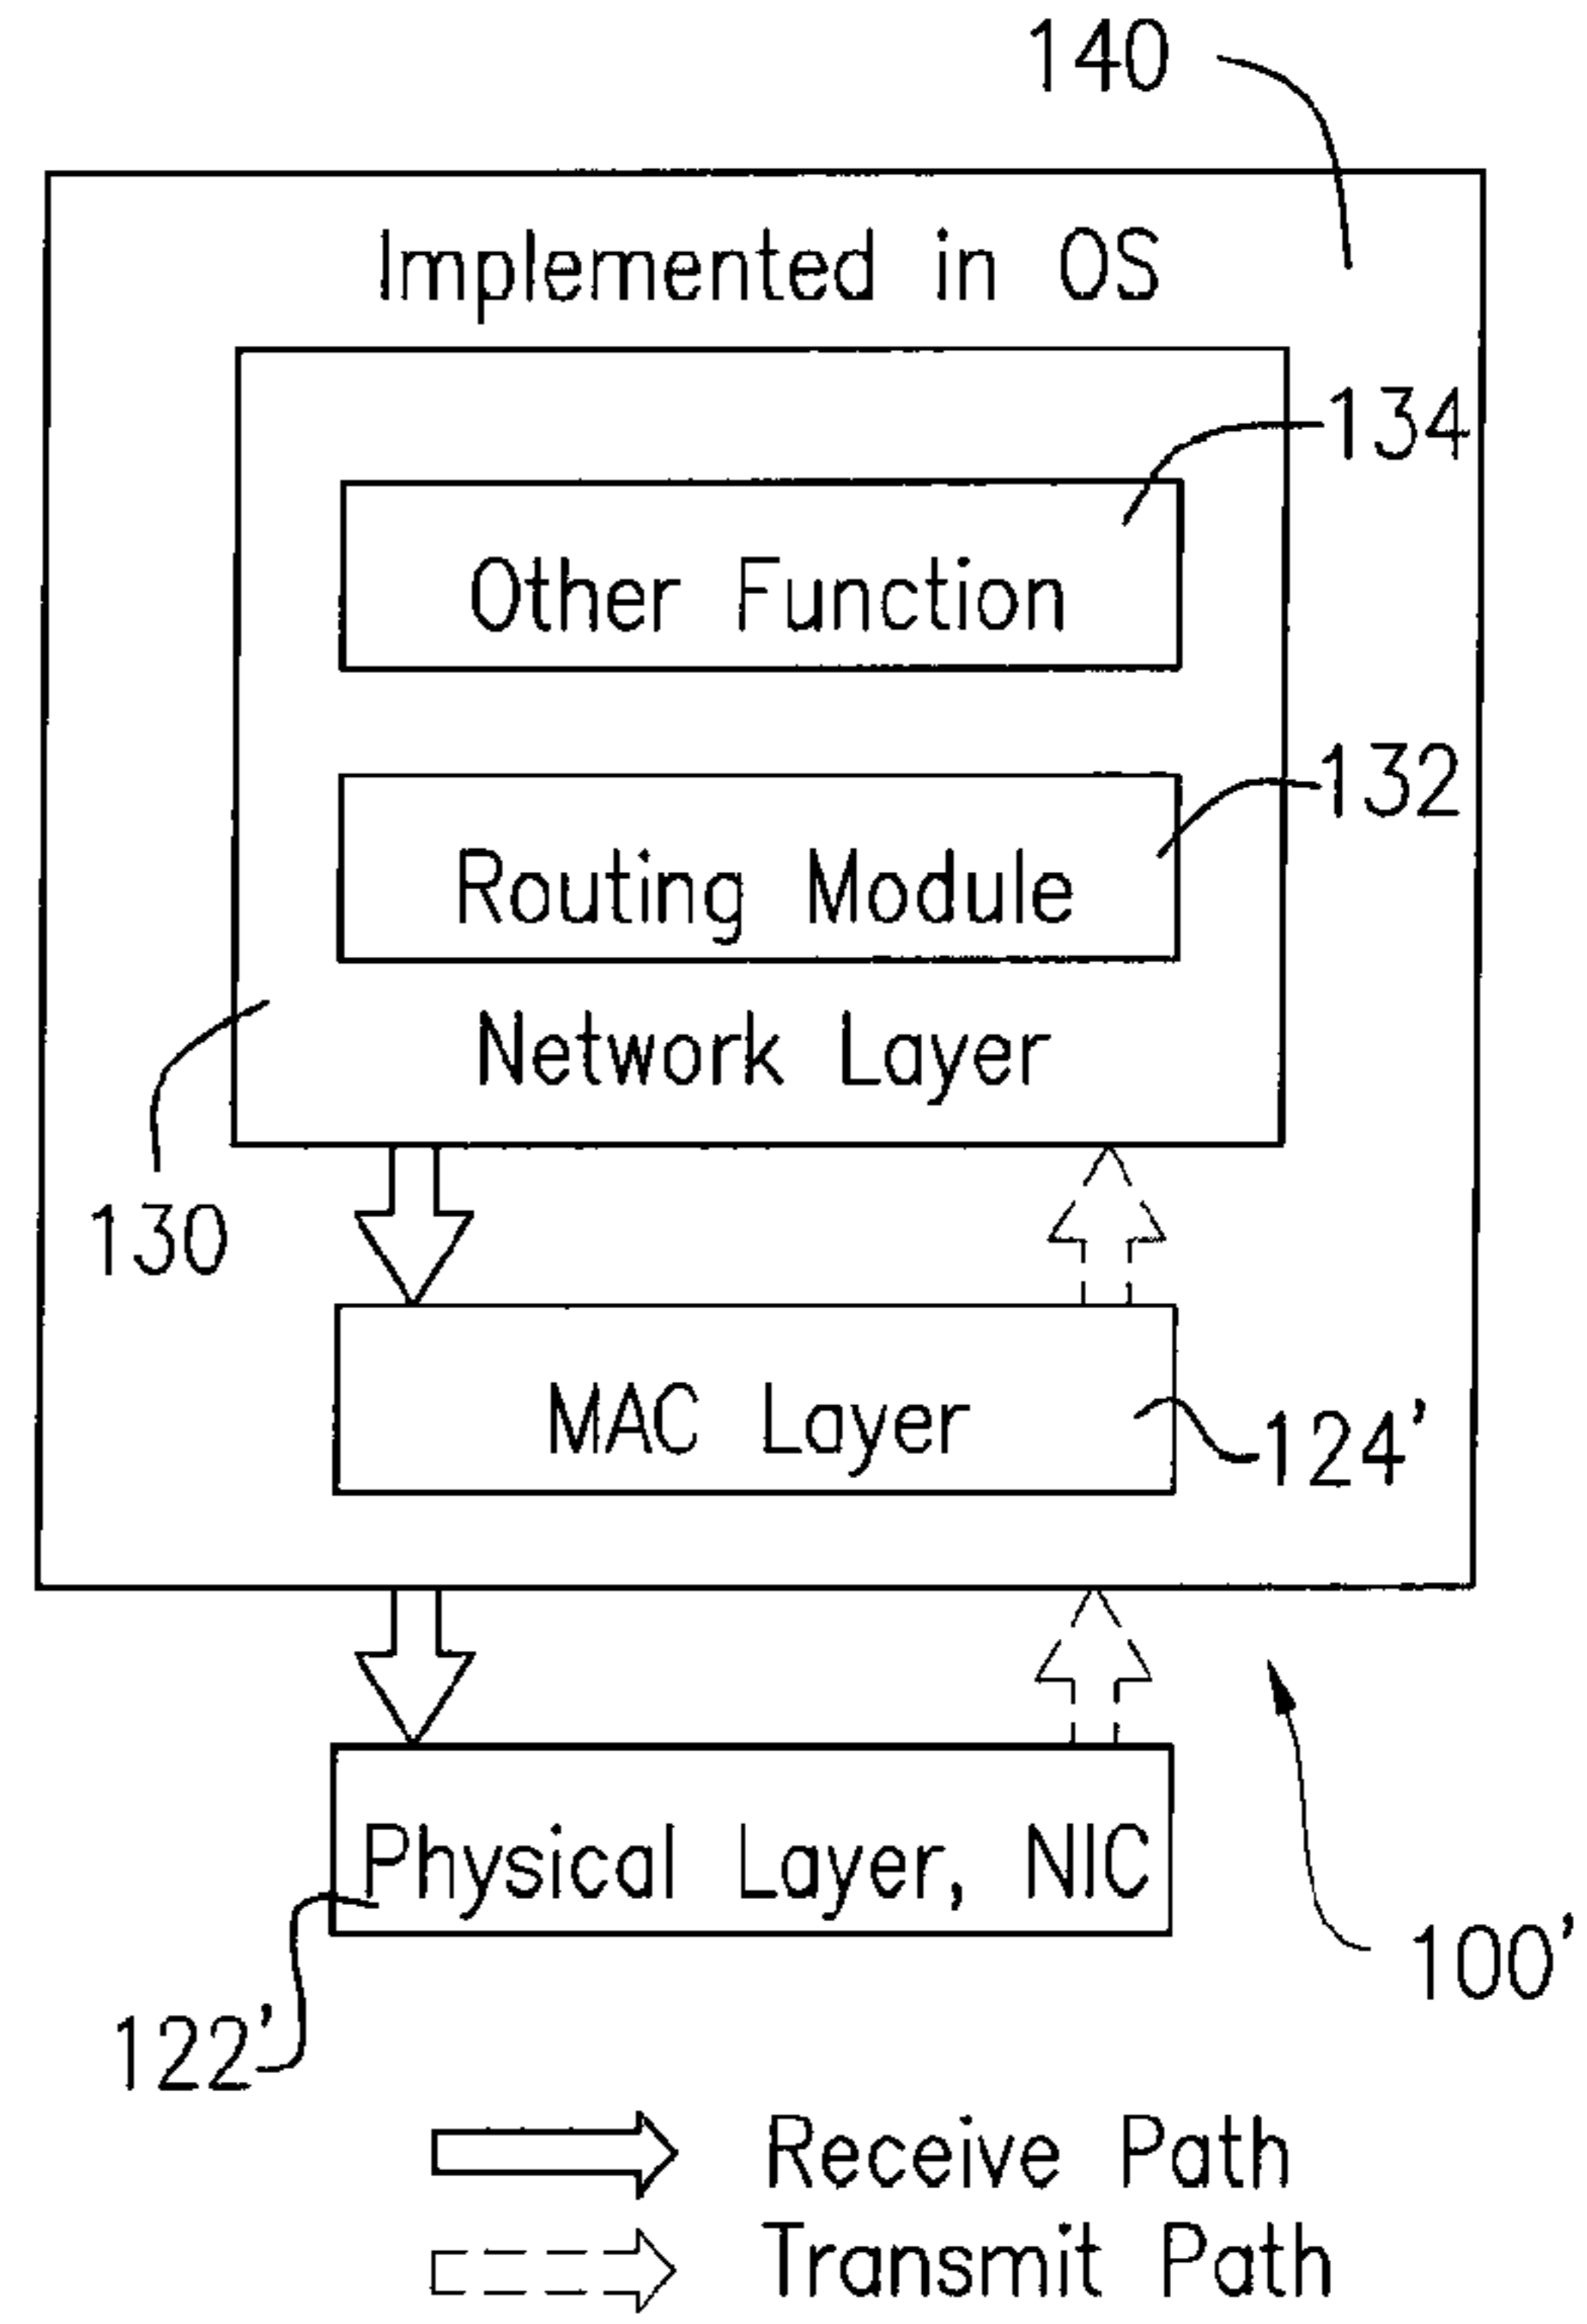 140
Implemented in OS
134
Other Function
132
Routing Module
Network Layer
130
MAC Layer
124'
Physical Layer, NIC
100'
122'
Receive Path
Transmit Path